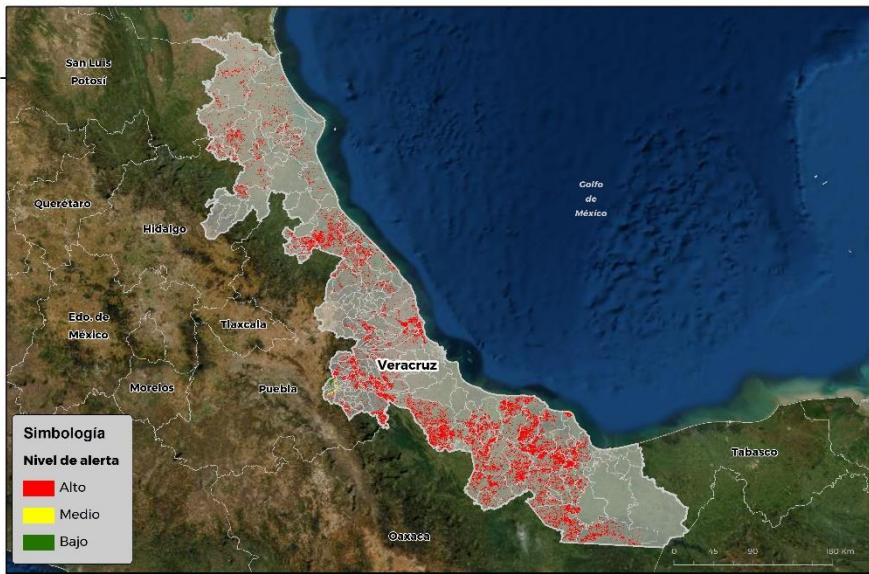 San Luis
Potosí
Querétaro
Hidalgo
Golfo
de
México
Edo. de
México
Tlaxcala
Veracruz
Morelos
Puebla
Tabasco
Oaxaca
Simbología
Nivel de alerta
Alto
Medio
Bajo
0 45 90 180 Km